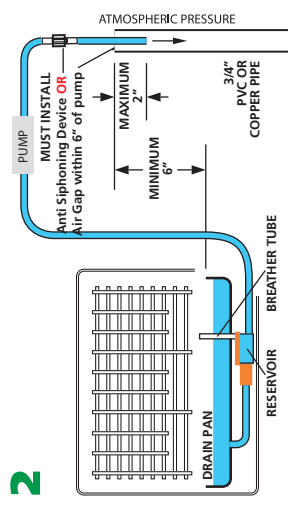 2
PUMP
ATMOSPHERIC PRESSURE
MUST INSTALL
Anti Siphoning Device OR
Air Gap within 6" of pump
MAXIMUM
2"
MINIMUM
6"
3/4"
PVC OR
COPPER PIPE
DRAIN PAN
BREATHER TUBE
RESERVOIR